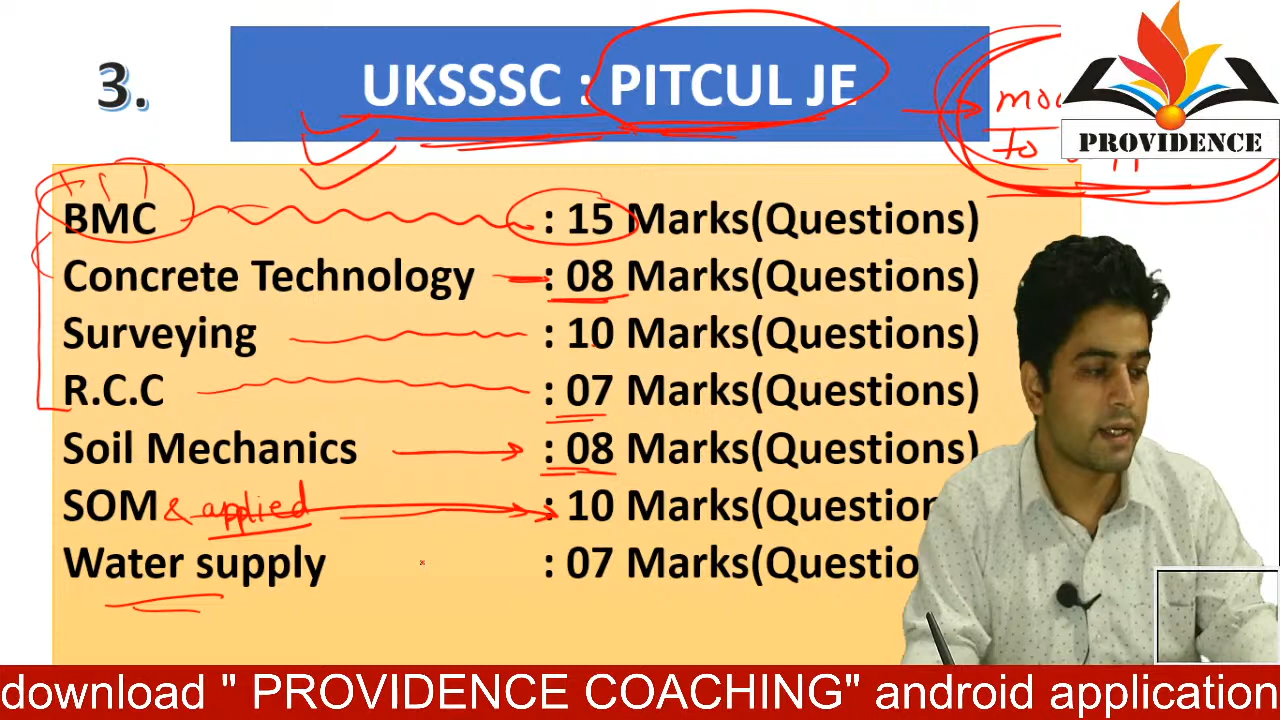 3.
UKSSSC : PITCUL JE
PROVIDENCE
BMC : 15 Marks(Questions)
Concrete Technology : 08 Marks(Questions)
Surveying : 10 Marks(Questions)
R.C.C : 07 Marks(Questions)
Soil Mechanics : 08 Marks(Questions)
SOM & applied : 10 Marks(Question
Water supply : 07 Marks(Questio
download " PROVIDENCE COACHING" android application